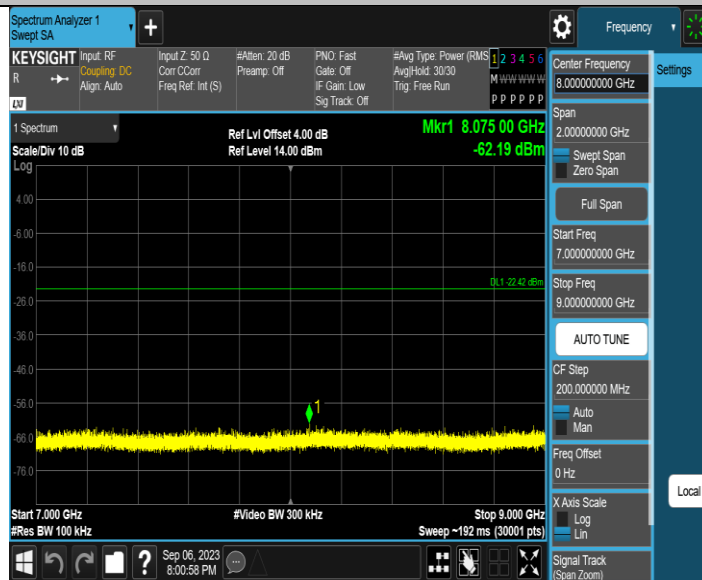 Spectrum Analyzer 1
Swept SA
+
Frequency
KEYSIGHT
R
LXI
Input: RF
Coupling: DC
Align: Auto
Input Z: 50 Ω
Corr CCorr
Freq Ref: Int (S)
#Atten: 20 dB
Preamp: Off
PNO: Fast
Gate: Off
IF Gain: Low
Sig Track: Off
#Avg Type: Power (RMS
Avg|Hold: 30/30
Trig: Free Run
1 2 3 4 5 6
M W W W W W
P P P P P P
1 Spectrum
Scale/Div 10 dB
Log
Ref Lvl Offset 4.00 dB
Ref Level 14.00 dBm
Mkr1 8.075 00 GHz
-62.19 dBm
4.00
-6.00
-16.0
-26.0
-36.0
-46.0
-56.0
-66.0
-76.0
DL1 -22.42 dBm
1
Start 7.000 GHz
#Res BW 100 kHz
#Video BW 300 kHz
Stop 9.000 GHz
Sweep ~192 ms (30001 pts)
Sep 06, 2023
8:00:58 PM
?
Center Frequency
8.000000000 GHz
Span
2.00000000 GHz
Swept Span
Zero Span
Full Span
Start Freq
7.000000000 GHz
Stop Freq
9.000000000 GHz
AUTO TUNE
CF Step
200.000000 MHz
Auto
Man
Freq Offset
0 Hz
X Axis Scale
Log
Lin
Signal Track
(Span Zoom)
Settings
Local